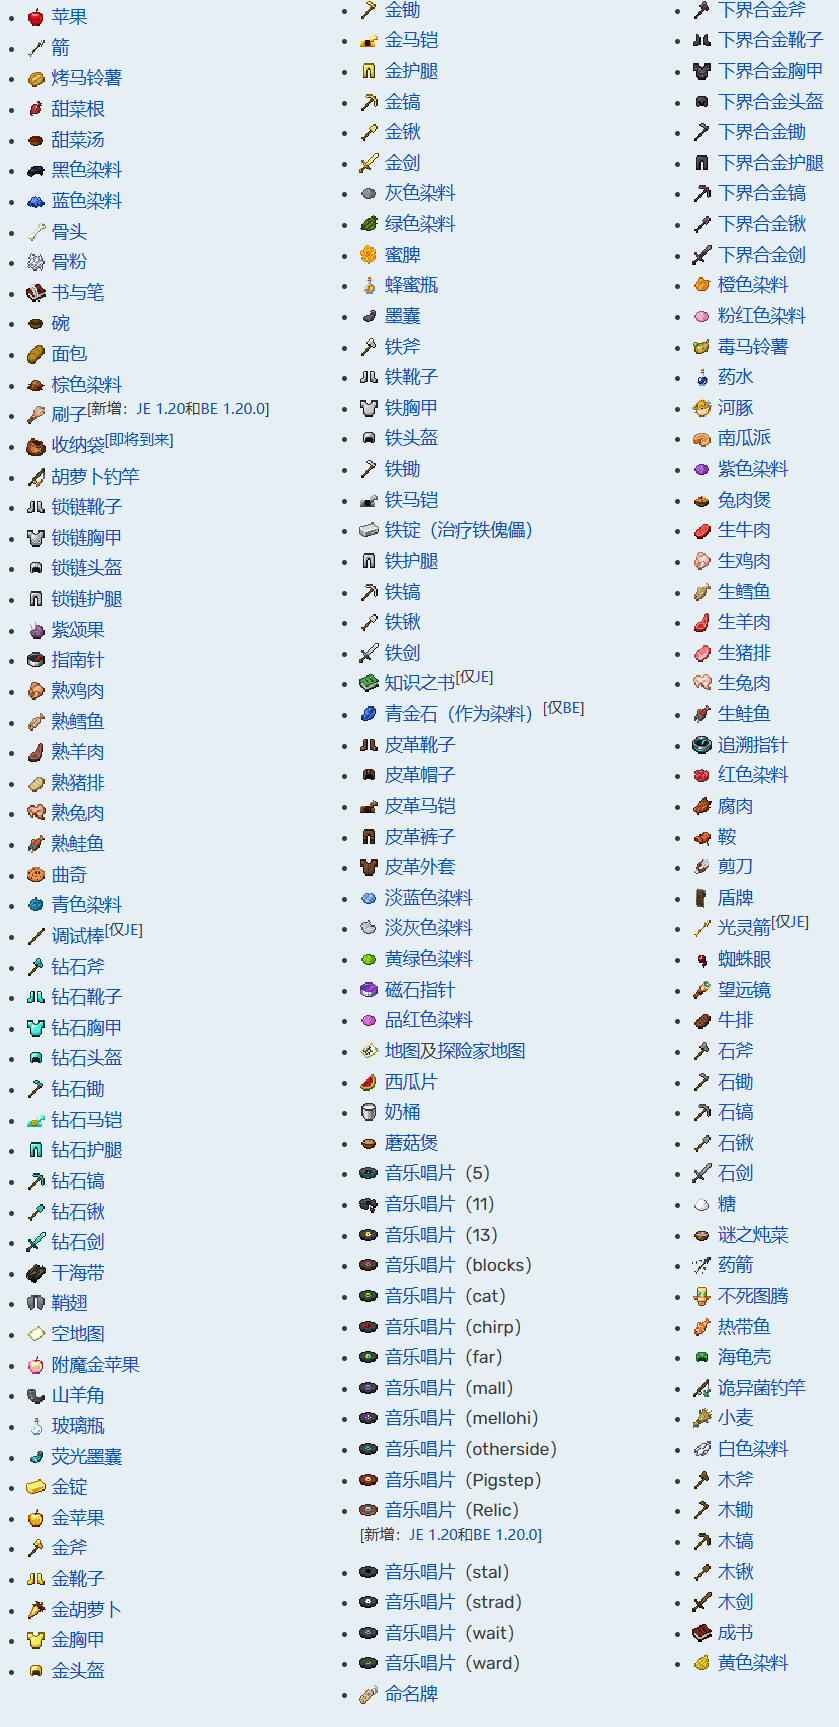 苹果
箭
烤马铃薯
甜菜根
甜菜汤
黑色染料
蓝色染料
骨头
骨粉
书与笔
碗
面包
棕色染料
刷子[新增：JE 1.20和BE 1.20.0]
收纳袋[即将到来]
胡萝卜钓竿
锁链靴子
锁链胸甲
锁链头盔
锁链护腿
紫颂果
指南针
熟鸡肉
熟鳕鱼
熟羊肉
熟猪排
熟兔肉
熟鲑鱼
曲奇
青色染料
调试棒[仅JE]
钻石斧
钻石靴子
钻石胸甲
钻石头盔
钻石锄
钻石马铠
钻石护腿
钻石镐
钻石锹
钻石剑
干海带
鞘翅
空地图
附魔金苹果
山羊角
玻璃瓶
荧光墨囊
金锭
金苹果
金斧
金靴子
金胡萝卜
金胸甲
金头盔
金锄
金马铠
金护腿
金镐
金锹
金剑
灰色染料
绿色染料
蜜脾
蜂蜜瓶
墨囊
铁斧
铁靴子
铁胸甲
铁头盔
铁锄
铁马铠
铁锭（治疗铁傀儡）
铁护腿
铁镐
铁锹
铁剑
知识之书[仅JE]
青金石（作为染料）[仅BE]
皮革靴子
皮革帽子
皮革马铠
皮革裤子
皮革外套
淡蓝色染料
淡灰色染料
黄绿色染料
磁石指针
品红色染料
地图及探险家地图
西瓜片
奶桶
蘑菇煲
音乐唱片（5）
音乐唱片（11）
音乐唱片（13）
音乐唱片（blocks）
音乐唱片（cat）
音乐唱片（chirp）
音乐唱片（far）
音乐唱片（mall）
音乐唱片（mellohi）
音乐唱片（otherside）
音乐唱片（Pigstep）
音乐唱片（Relic）
[新增：JE 1.20和BE 1.20.0]
音乐唱片（stal）
音乐唱片（strad）
音乐唱片（wait）
音乐唱片（ward）
命名牌
下界合金斧
下界合金靴子
下界合金胸甲
下界合金头盔
下界合金锄
下界合金护腿
下界合金镐
下界合金锹
下界合金剑
橙色染料
粉红色染料
毒马铃薯
药水
河豚
南瓜派
紫色染料
兔肉煲
生牛肉
生鸡肉
生鳕鱼
生羊肉
生猪排
生兔肉
生鲑鱼
追溯指针
红色染料
腐肉
鞍
剪刀
盾牌
光灵箭[仅JE]
蜘蛛眼
望远镜
牛排
石斧
石锄
石镐
石锹
石剑
糖
谜之炖菜
药箭
不死图腾
热带鱼
海龟壳
诡异菌钓竿
小麦
白色染料
木斧
木锄
木镐
木锹
木剑
成书
黄色染料